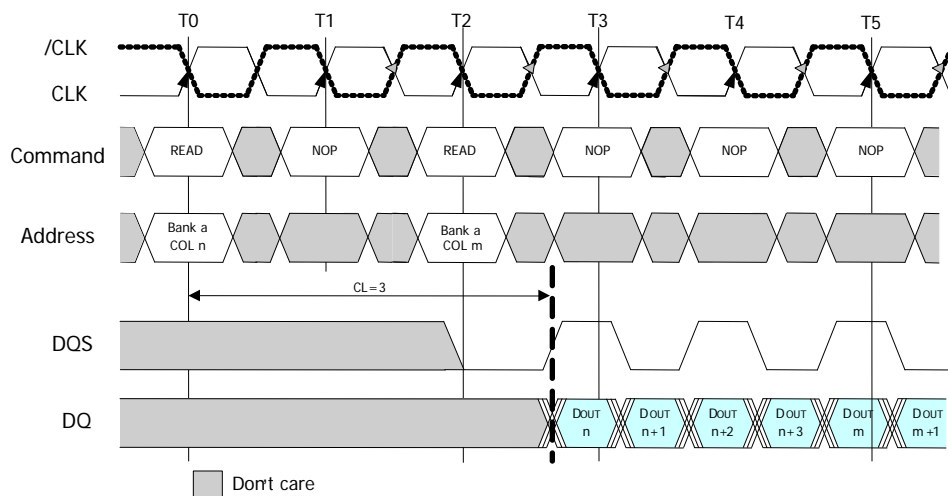 T0 T1 T2 T3 T4 T5
/CLK
CLK
Command READ NOP READ NOP NOP NOP
Address
Bank a
COL n
Bank a
COL m
CL=3
DQS
DQ
DOUT
n
DOUT
n+1
DOUT
n+2
DOUT
n+3
DOUT
m
DOUT
m+1
Don't care